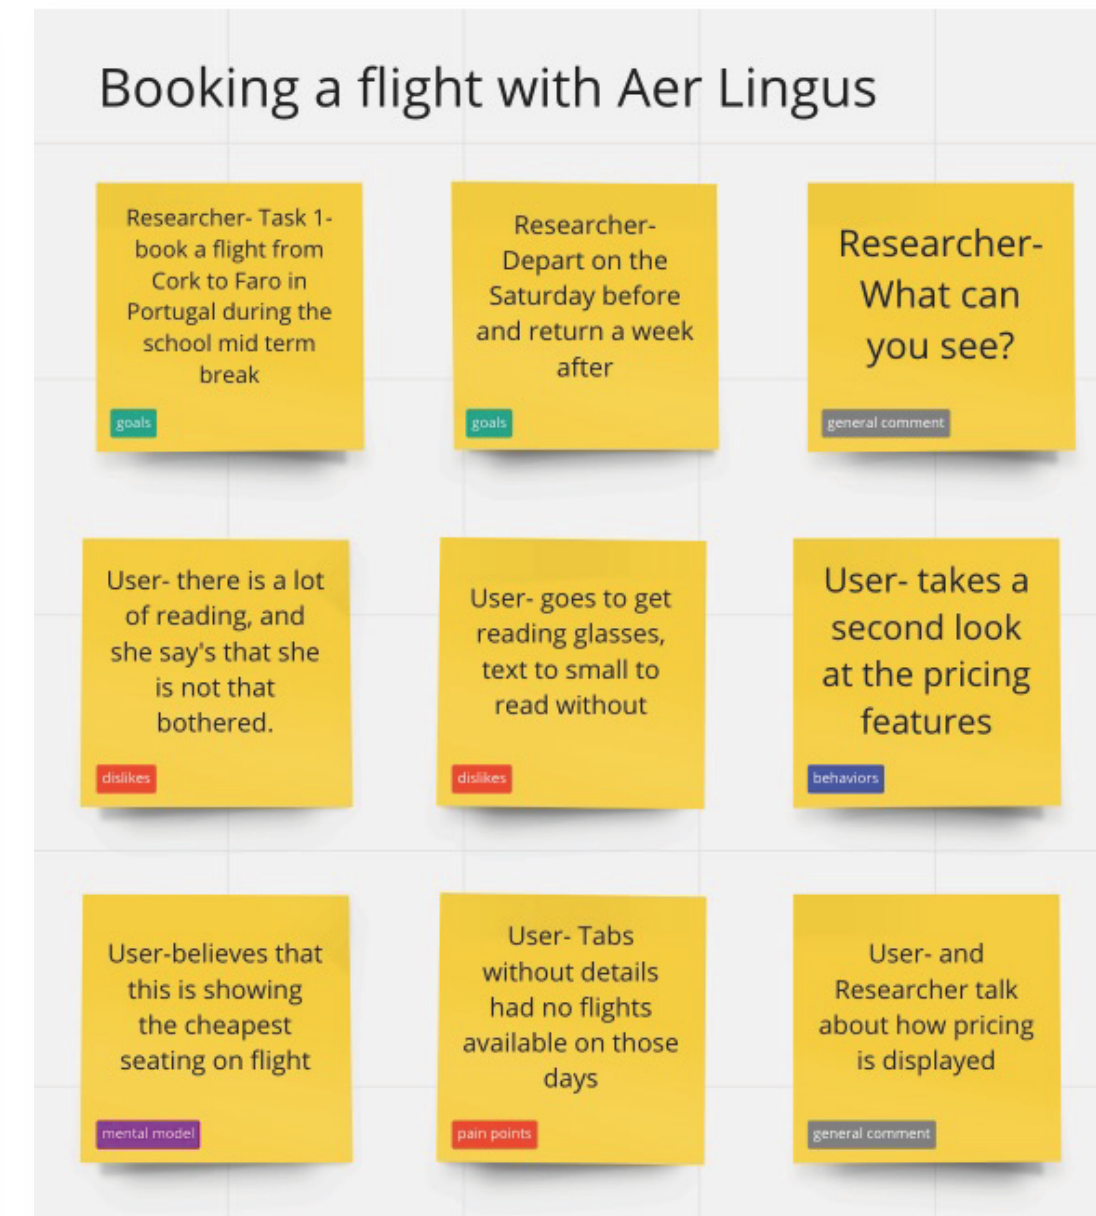 Booking a flight with Aer Lingus
Researcher- Task 1-
book a flight from
Cork to Faro in
Portugal during the
school mid term
break
goals
Researcher-
Depart on the
Saturday before
and return a week
after
goals
Researcher-
What can
you see?
general comment
User- there is a lot
of reading, and
she say's that she
is not that
bothered.
dislikes
User- goes to get
reading glasses,
text to small to
read without
dislikes
User- takes a
second look
at the pricing
features
behaviors
User-believes that
this is showing
the cheapest
seating on flight
mental model
User- Tabs
without details
had no flights
available on those
days
pain points
User- and
Researcher talk
about how pricing
is displayed
general comment